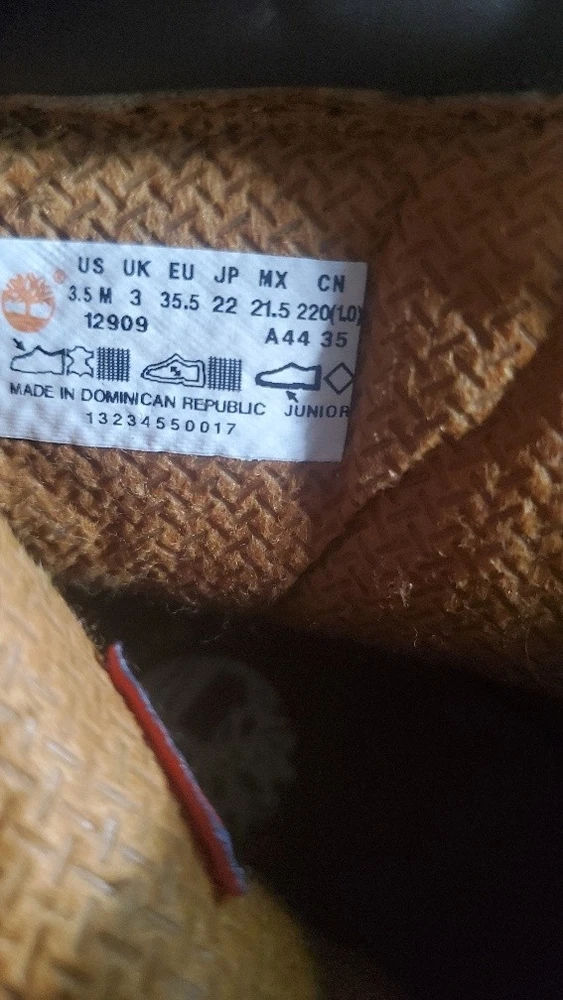 ®
US UK EU JP MX CN
3.5 M 3 35.5 22 21.5 220(1.0)
12909 A44 35
MADE IN DOMINICAN REPUBLIC JUNIOR
13234550017